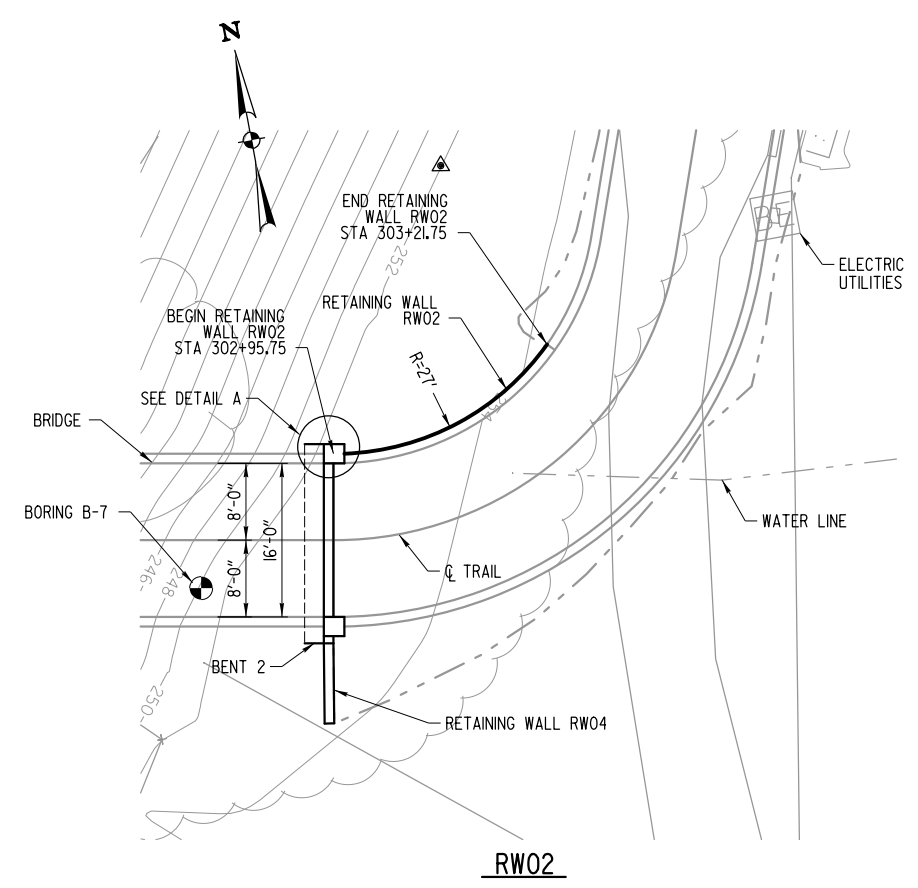 N
END RETAINING
WALL RW02
STA 303+21.75
252
ELECTRIC
UTILITIES
RETAINING WALL
RW02
BEGIN RETAINING
WALL RW02
STA 302+95.75
R=27'
SEE DETAIL A
BRIDGE
8'-0"
16'-0"
BORING B-7
WATER LINE
℄ TRAIL
8'-0"
246
248
BENT 2
250
RETAINING WALL RW04
RW02